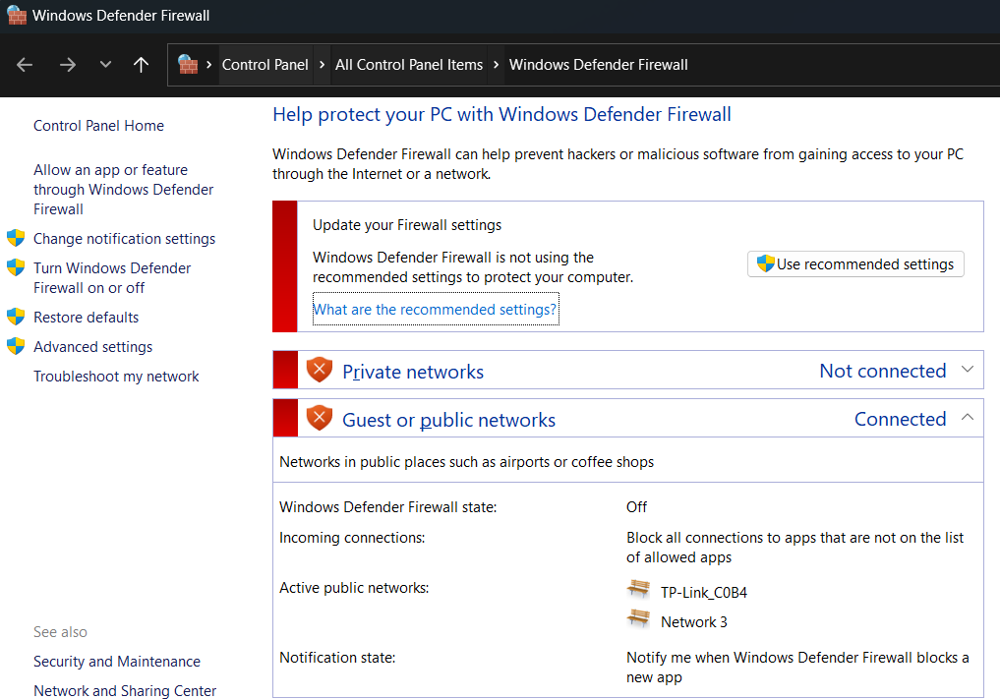 Windows Defender Firewall
Control Panel
All Control Panel Items
Windows Defender Firewall
Control Panel Home
Allow an app or feature
through Windows Defender
Firewall
Change notification settings
Turn Windows Defender
Firewall on or off
Restore defaults
Advanced settings
Troubleshoot my network
See also
Security and Maintenance
Network and Sharing Center
Help protect your PC with Windows Defender Firewall
Windows Defender Firewall can help prevent hackers or malicious software from gaining access to your PC
through the Internet or a network.
Update your Firewall settings
Windows Defender Firewall is not using the
recommended settings to protect your computer.
What are the recommended settings?
Use recommended settings
Private networks Not connected
Guest or public networks Connected
Networks in public places such as airports or coffee shops
Windows Defender Firewall state: Off
Incoming connections: Block all connections to apps that are not on the list
of allowed apps
Active public networks: TP-Link_C0B4
Network 3
Notification state: Notify me when Windows Defender Firewall blocks a
new app